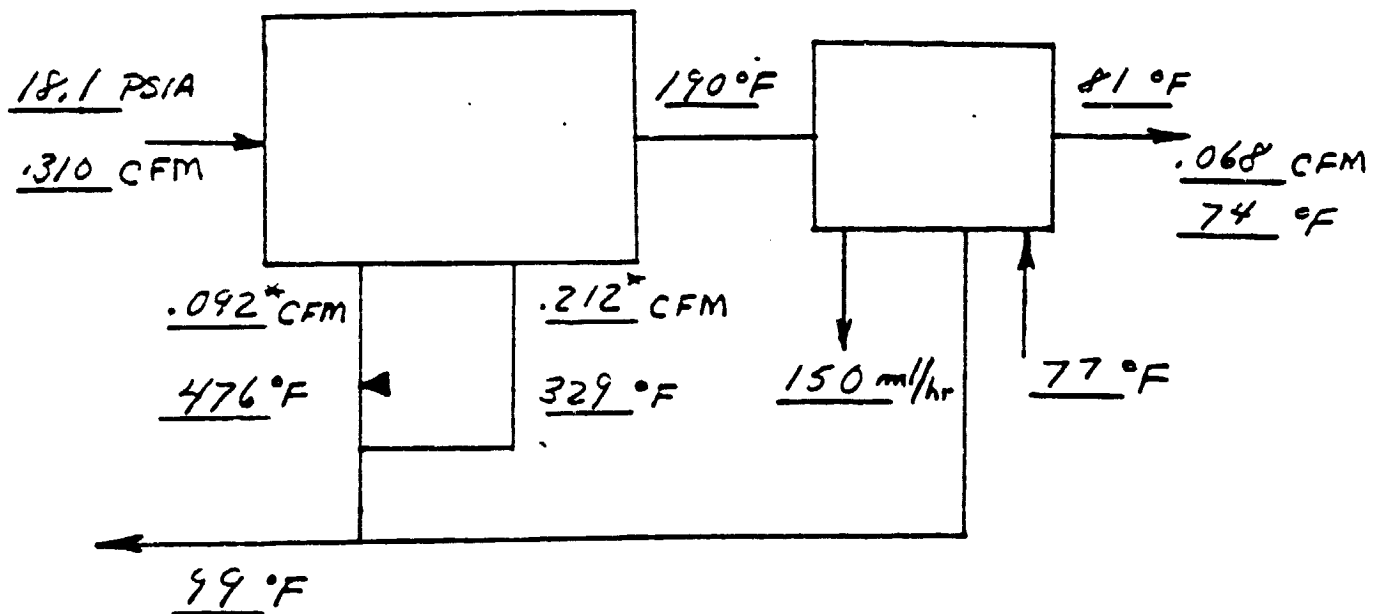 18.1 PSIA
.310 CFM
190 °F
81 °F
.068 CFM
74 °F
.092* CFM
.212* CFM
476 °F
329 °F
150 ml/hr
77 °F
99 °F